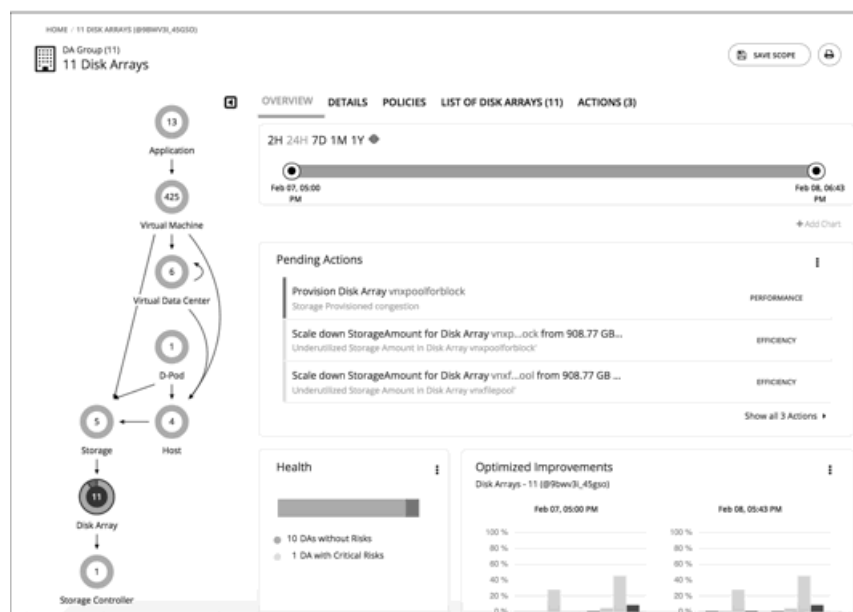 HOME / 11 DISK ARRAYS (@9BWV3I_45GSO)
DA Group (11)
11 Disk Arrays
SAVE SCOPE
13
Application
425
Virtual Machine
6
Virtual Data Center
1
D-Pod
5
4
Storage
Host
11
Disk Array
1
Storage Controller
OVERVIEW DETAILS POLICIES LIST OF DISK ARRAYS (11) ACTIONS (3)
2H 24H 7D 1M 1Y
Feb 07, 05:00
PM
Feb 08, 06:43
PM
+ Add Chart
Pending Actions
Provision Disk Array vnxpoolforblock
Storage Provisioned congestion
PERFORMANCE
Scale down StorageAmount for Disk Array vnxp...ock from 908.77 GB...
Underutilized Storage Amount in Disk Array vnxpoolforblock'
EFFICIENCY
Scale down StorageAmount for Disk Array vnxf...ool from 908.77 GB ...
Underutilized Storage Amount in Disk Array vnxfilepool'
EFFICIENCY
Show all 3 Actions
Health
10 DAs without Risks
1 DA with Critical Risks
Optimized Improvements
Disk Arrays - 11 (@9bwv3i_45gso)
Feb 07, 05:00 PM
100 %
80 %
60 %
40 %
20 %
0 %
Feb 08, 05:43 PM
100 %
80 %
60 %
40 %
20 %
0 %